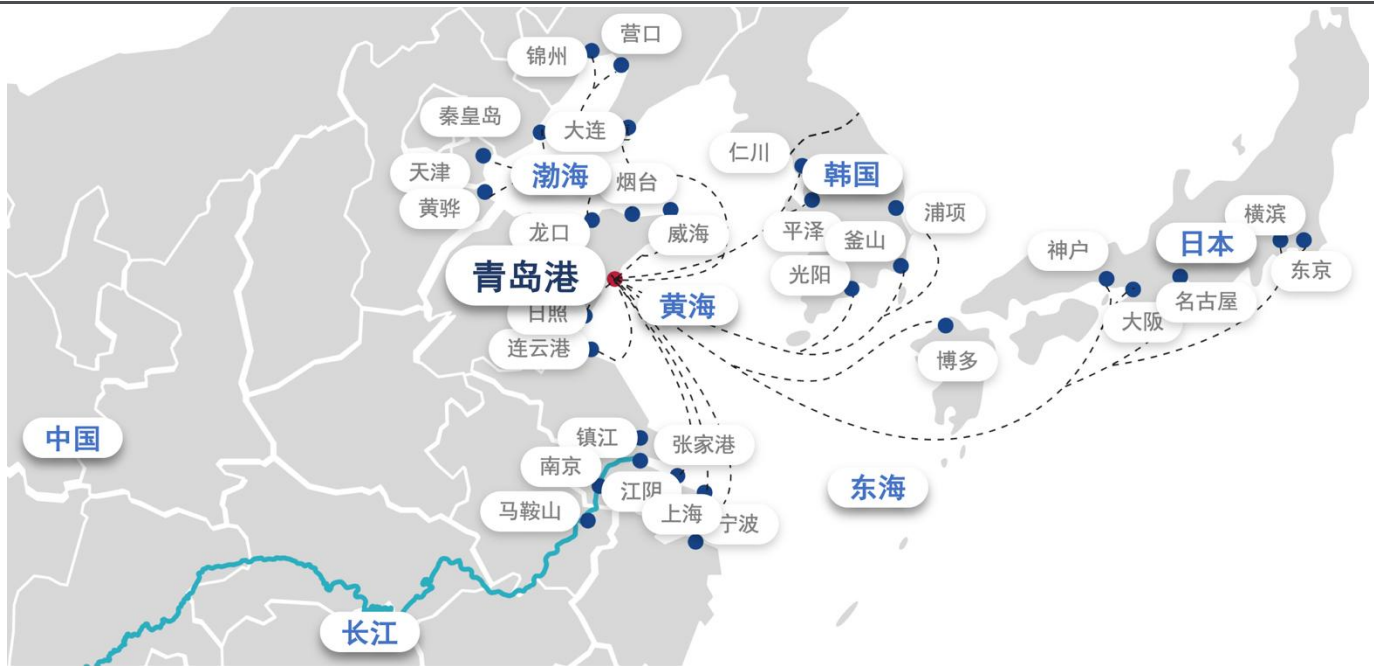 营口
锦州
秦皇岛
大连
天津
渤海
烟台
黄骅
龙口
威海
仁川
韩国
浦项
平泽
釜山
光阳
横滨
日本
神户
东京
名古屋
大阪
博多
青岛港
黄海
日照
连云港
中国
镇江
张家港
南京
江阴
马鞍山
上海
宁波
东海
长江